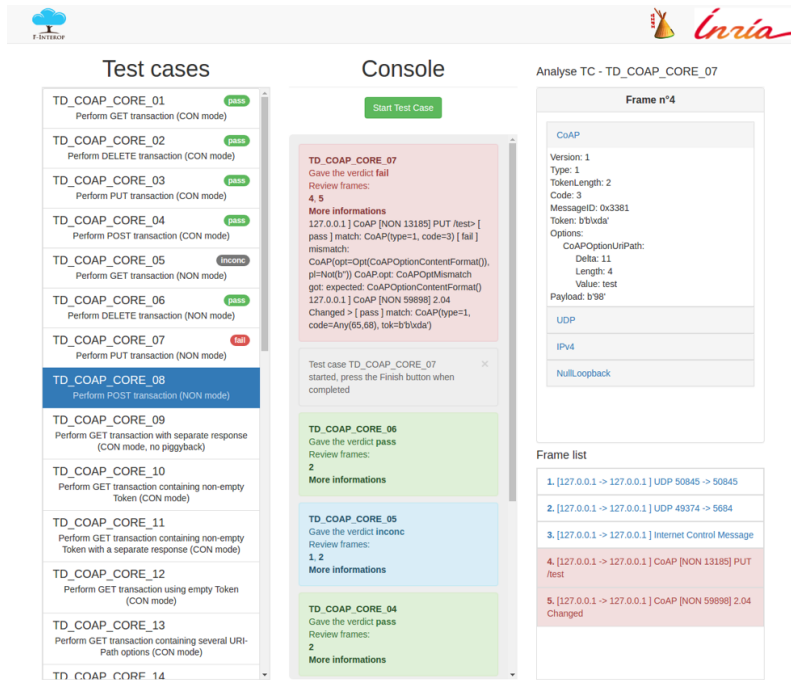 F-INTEROP
Inria
Test cases
TD_COAP_CORE_01
pass
Perform GET transaction (CON mode)
TD_COAP_CORE_02
pass
Perform DELETE transaction (CON mode)
TD_COAP_CORE_03
pass
Perform PUT transaction (CON mode)
TD_COAP_CORE_04
pass
Perform POST transaction (CON mode)
TD_COAP_CORE_05
inconc
Perform GET transaction (NON mode)
TD_COAP_CORE_06
pass
Perform DELETE transaction (NON mode)
TD_COAP_CORE_07
fail
Perform PUT transaction (NON mode)
TD_COAP_CORE_08
Perform POST transaction (NON mode)
TD_COAP_CORE_09
Perform GET transaction with separate response
(CON mode, no piggyback)
TD_COAP_CORE_10
Perform GET transaction containing non-empty
Token (CON mode)
TD_COAP_CORE_11
Perform GET transaction containing non-empty
Token with a separate response (CON mode)
TD_COAP_CORE_12
Perform GET transaction using empty Token
(CON mode)
TD_COAP_CORE_13
Perform GET transaction containing several URI-
Path options (CON mode)
TD_COAP_CORE_14
Console
Start Test Case
TD_COAP_CORE_07
Gave the verdict fail
Review frames:
4, 5
More informations
127.0.0.1 ] CoAP [NON 13185] PUT /test> [
pass ] match: CoAP(type=1, code=3) [ fail ]
mismatch:
CoAP(opt=Opt(CoAPOptionContentFormat()),
pl=Not(b'')) CoAP.opt: CoAPOptMismatch
got: expected: CoAPOptionContentFormat()
127.0.0.1 ] CoAP [NON 59898] 2.04
Changed > [ pass ] match: CoAP(type=1,
code=Any(65,68), tok=b'b\xda')
Test case TD_COAP_CORE_07
started, press the Finish button when
completed
×
TD_COAP_CORE_06
Gave the verdict pass
Review frames:
2
More informations
TD_COAP_CORE_05
Gave the verdict inconc
Review frames:
1, 2
More informations
TD_COAP_CORE_04
Gave the verdict pass
Review frames:
2
More informations
Analyse TC - TD_COAP_CORE_07
Frame n°4
CoAP
Version: 1
Type: 1
TokenLength: 2
Code: 3
MessageID: 0x3381
Token: b'b\xda'
Options:
CoAPOptionUriPath:
Delta: 11
Length: 4
Value: test
Payload: b'98'
UDP
IPv4
NullLoopback
Frame list
1. [127.0.0.1 -> 127.0.0.1 ] UDP 50845 -> 50845
2. [127.0.0.1 -> 127.0.0.1 ] UDP 49374 -> 5684
3. [127.0.0.1 -> 127.0.0.1 ] Internet Control Message
4. [127.0.0.1 -> 127.0.0.1 ] CoAP [NON 13185] PUT
/test
5. [127.0.0.1 -> 127.0.0.1 ] CoAP [NON 59898] 2.04
Changed